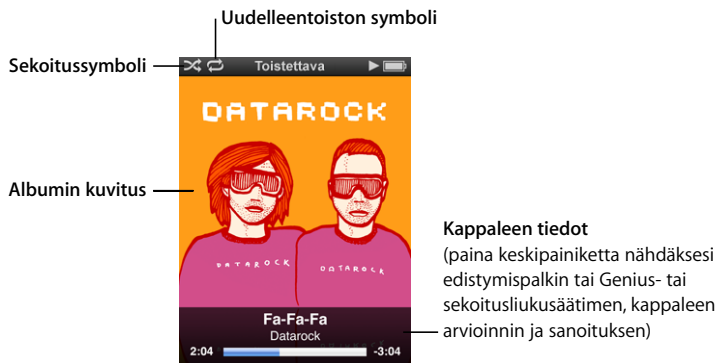 Uudelleentoiston symboli
Sekoitussymboli
Toistettava
DATAROCK
Albumin kuvitus
DATAROCK
DATAROCK
Kappaleen tiedot
(paina keskipainiketta nähdäksesi
edistymispalkin tai Genius- tai
sekoitusliukusäätimen, kappaleen
arvioinnin ja sanoituksen)
Fa-Fa-Fa
Datarock
2:04 -3:04